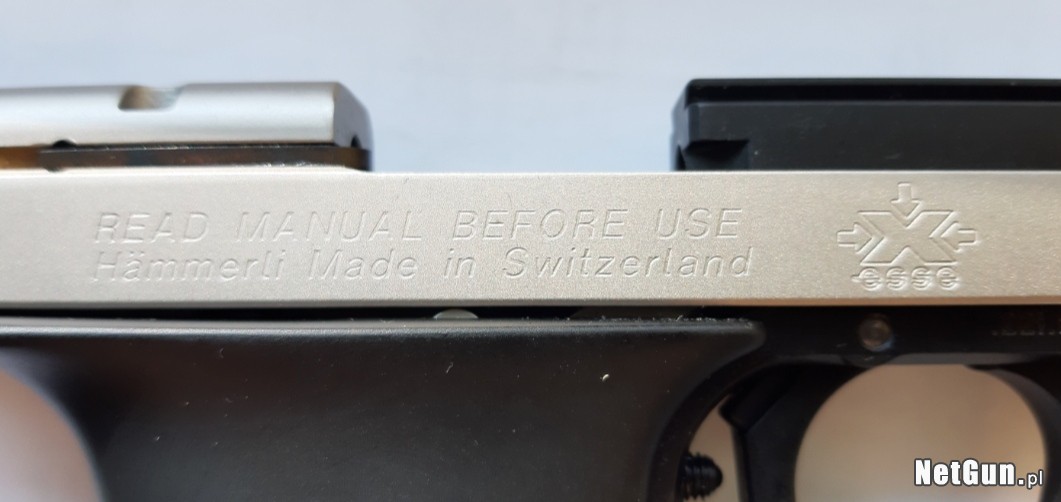 READ MANUAL BEFORE USE
Hämmerli Made in Switzerland
X
-esse-
NetGun.pl